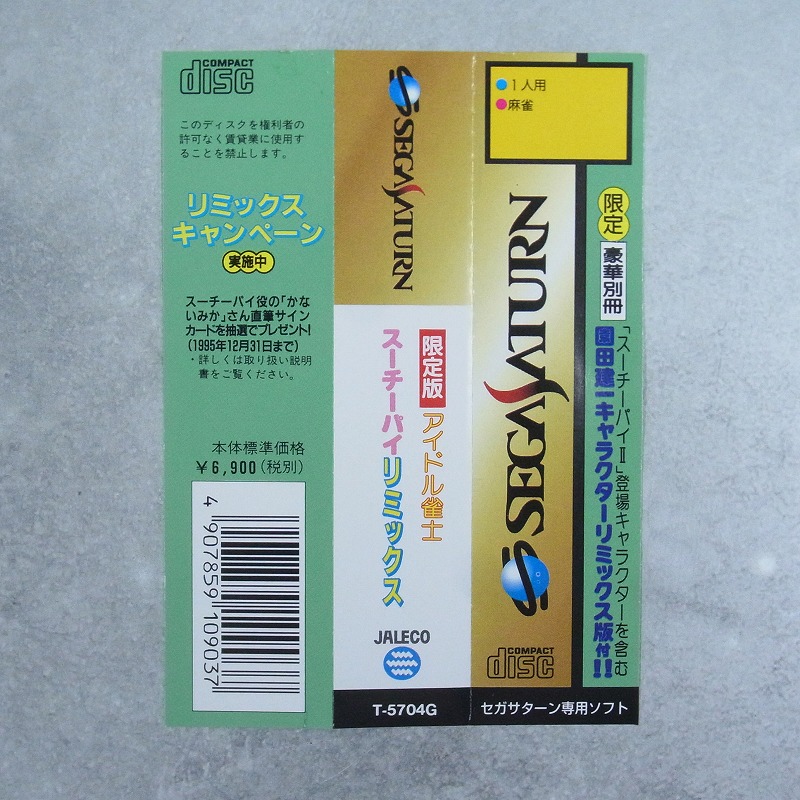 COMPACT
disc
このディスクを権利者の
許可なく賃貸業に使用す
ることを禁止します。
リミックス
キャンペーン
実施中
スーチーパイ役の「かな
いみか」さん直筆サイン
カードを抽選でプレゼント!
(1995年12月31日まで)
・詳しくは取り扱い説明
書をご覧ください。
本体標準価格
¥6,900(税別)
4 907859 109037
SEGA SATURN
限定版
アイドル雀士
スーチーパイリミックス
JALECO
T-5704G
●1人用
●麻雀
SEGA SATURN
COMPACT
disc
セガサターン専用ソフト
限定
豪華別冊
「スーチーパイⅡ」登場キャラクターを含む
園田建一キャラクターリミックス版付!!